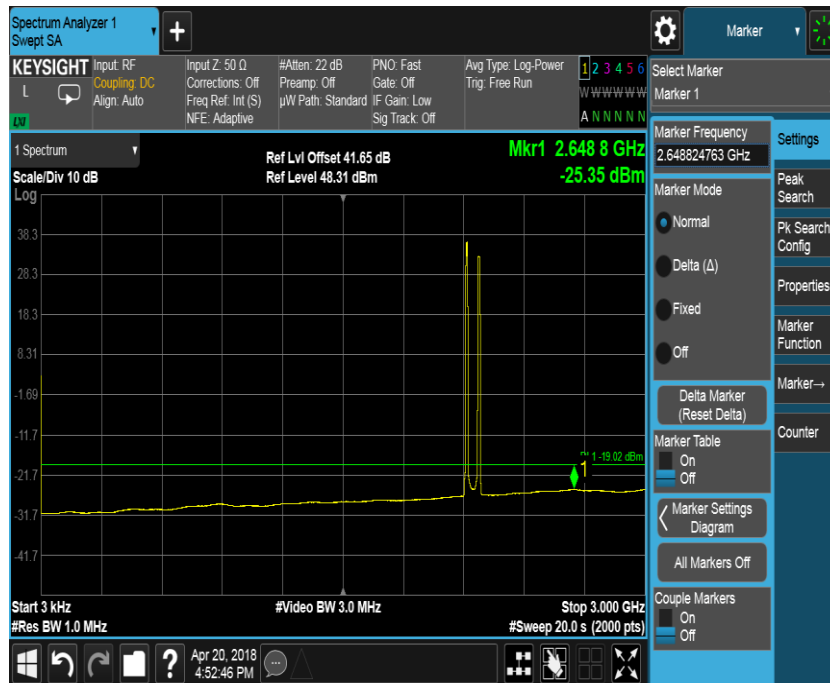 Spectrum Analyzer 1
Swept SA
+
Marker
KEYSIGHT
L
LXI
Input: RF
Coupling: DC
Align: Auto
Input Z: 50 Ω
Corrections: Off
Freq Ref: Int (S)
NFE: Adaptive
#Atten: 22 dB
Preamp: Off
µW Path: Standard
PNO: Fast
Gate: Off
IF Gain: Low
Sig Track: Off
Avg Type: Log-Power
Trig: Free Run
1 2 3 4 5 6
W W W W W W
A N N N N N
Select Marker
Marker 1
1 Spectrum
Scale/Div 10 dB
Log
Ref Lvl Offset 41.65 dB
Ref Level 48.31 dBm
Mkr1 2.648 8 GHz
-25.35 dBm
38.3
28.3
18.3
8.31
-1.69
-11.7
-21.7
-31.7
-41.7
1 -19.02 dBm
1
Start 3 kHz
#Res BW 1.0 MHz
#Video BW 3.0 MHz
Stop 3.000 GHz
#Sweep 20.0 s (2000 pts)
Marker Frequency
2.648824763 GHz
Marker Mode
Normal
Delta (Δ)
Fixed
Off
Delta Marker
(Reset Delta)
Marker Table
On
Off
Marker Settings
Diagram
All Markers Off
Couple Markers
On
Off
Settings
Peak
Search
Pk Search
Config
Properties
Marker
Function
Marker→
Counter
?
Apr 20, 2018
4:52:46 PM